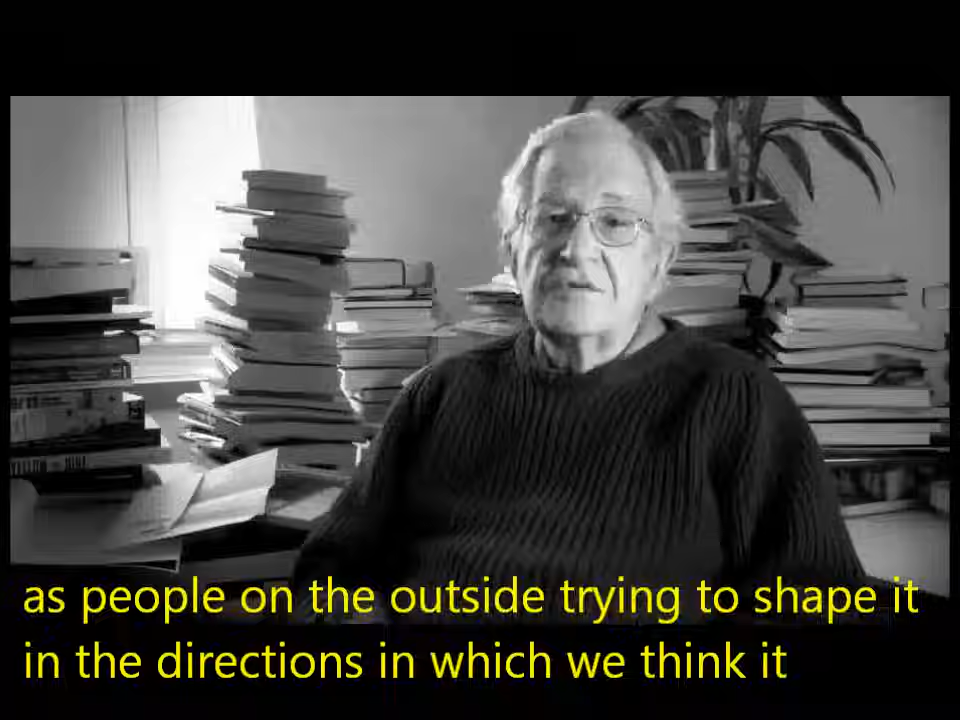 as people on the outside trying to shape it
in the directions in which we think it